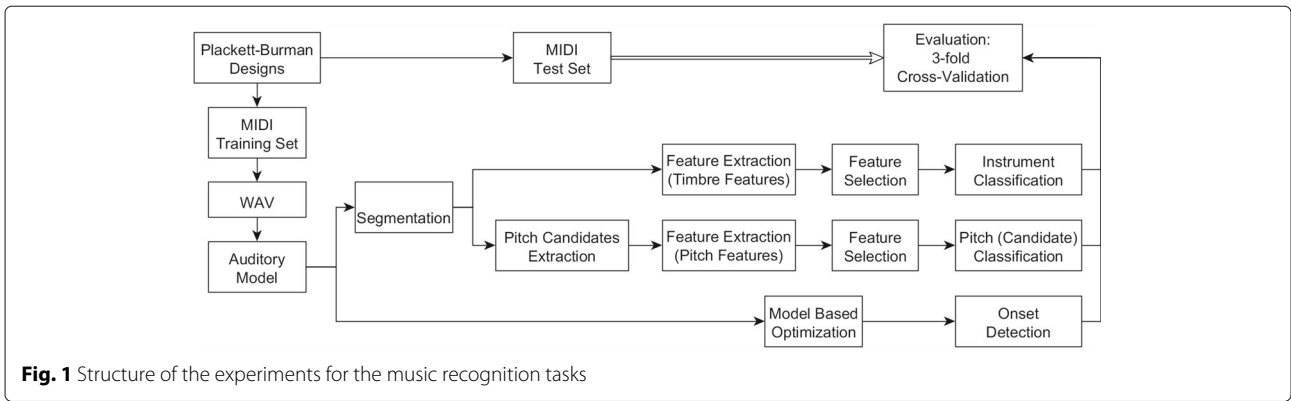 Plackett-Burman
Designs
MIDI
Test Set
Evaluation:
3-fold
Cross-Validation
MIDI
Training Set
WAV
Auditory
Model
Segmentation
Feature Extraction
(Timbre Features)
Feature
Selection
Instrument
Classification
Pitch Candidates
Extraction
Feature Extraction
(Pitch Features)
Feature
Selection
Pitch (Candidate)
Classification
Model Based
Optimization
Onset
Detection
Fig. 1 Structure of the experiments for the music recognition tasks